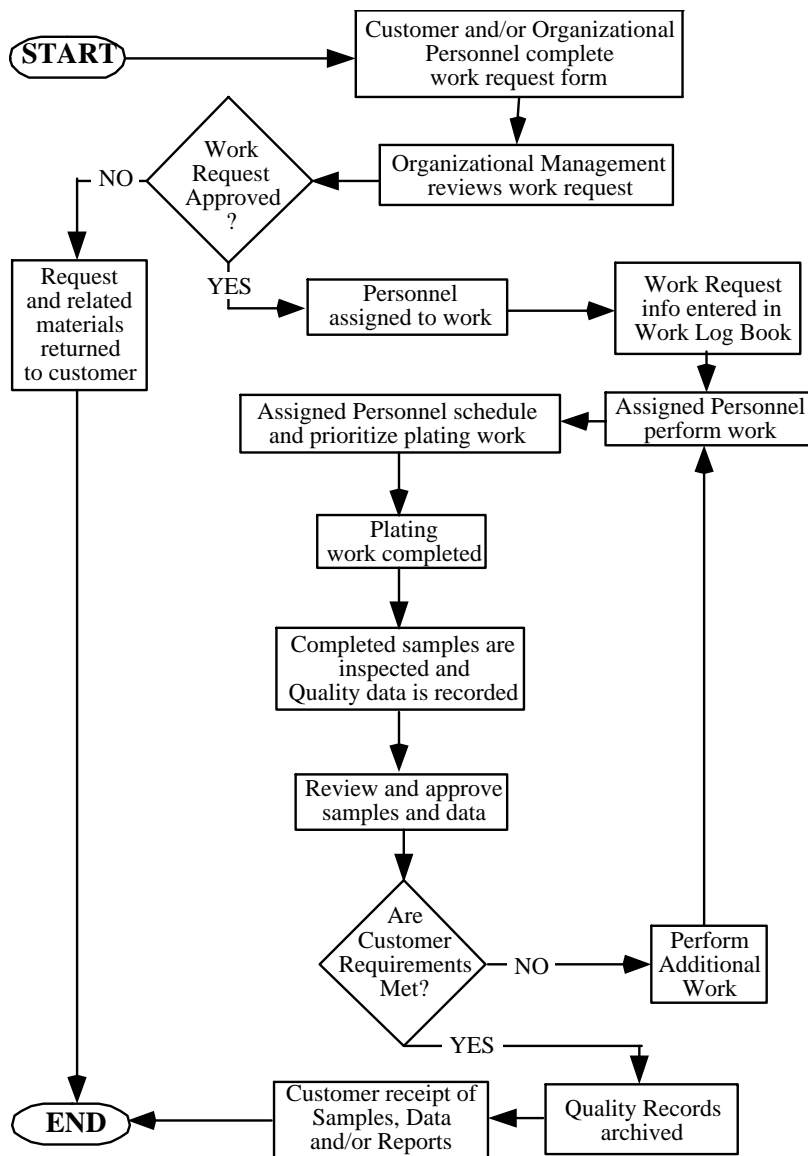 START
Customer and/or Organizational
Personnel complete
work request form
Organizational Management
reviews work request
Work
Request
Approved
?
NO
YES
Request
and related
materials
returned
to customer
Personnel
assigned to work
Work Request
info entered in
Work Log Book
Assigned Personnel
perform work
Assigned Personnel schedule
and prioritize plating work
Plating
work completed
Completed samples are
inspected and
Quality data is recorded
Review and approve
samples and data
Are
Customer
Requirements
Met?
NO
Perform
Additional
Work
YES
Quality Records
archived
Customer receipt of
Samples, Data
and/or Reports
END